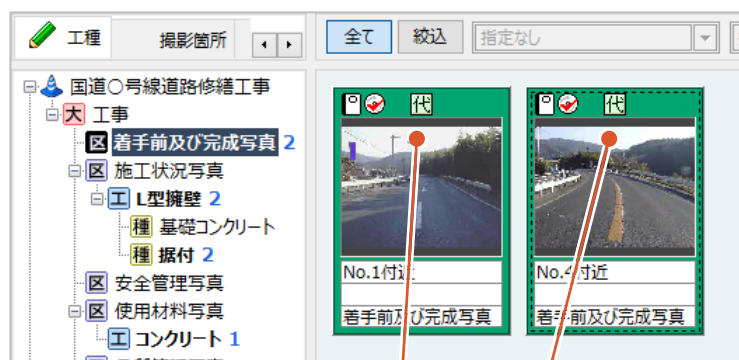 工種
撮影箇所
全て
絞込
指定なし
国道○号線道路修繕工事
大 工事
区 着手前及び完成写真 2
区 施工状況写真
工 L型擁壁 2
種 基礎コンクリート
種 据付 2
区 安全管理写真
区 使用材料写真
工 コンクリート 1
代
No.1付近
着手前及び完成写真
代
No.4付近
着手前及び完成写真